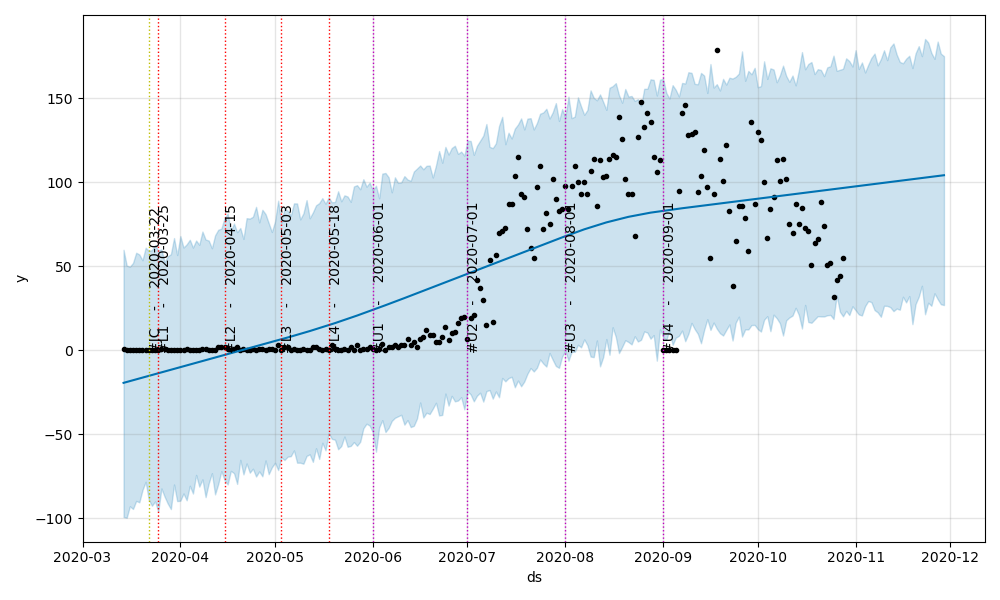 y
150
100
50
0
−50
−100
#JC - 2020-03-22
#L1 - 2020-03-25
#L2 - 2020-04-15
#L3 - 2020-05-03
#L4 - 2020-05-18
#U1 - 2020-06-01
#U2 - 2020-07-01
#U3 - 2020-08-01
#U4 - 2020-09-01
2020-03 2020-04 2020-05 2020-06 2020-07 2020-08 2020-09 2020-10 2020-11 2020-12
ds